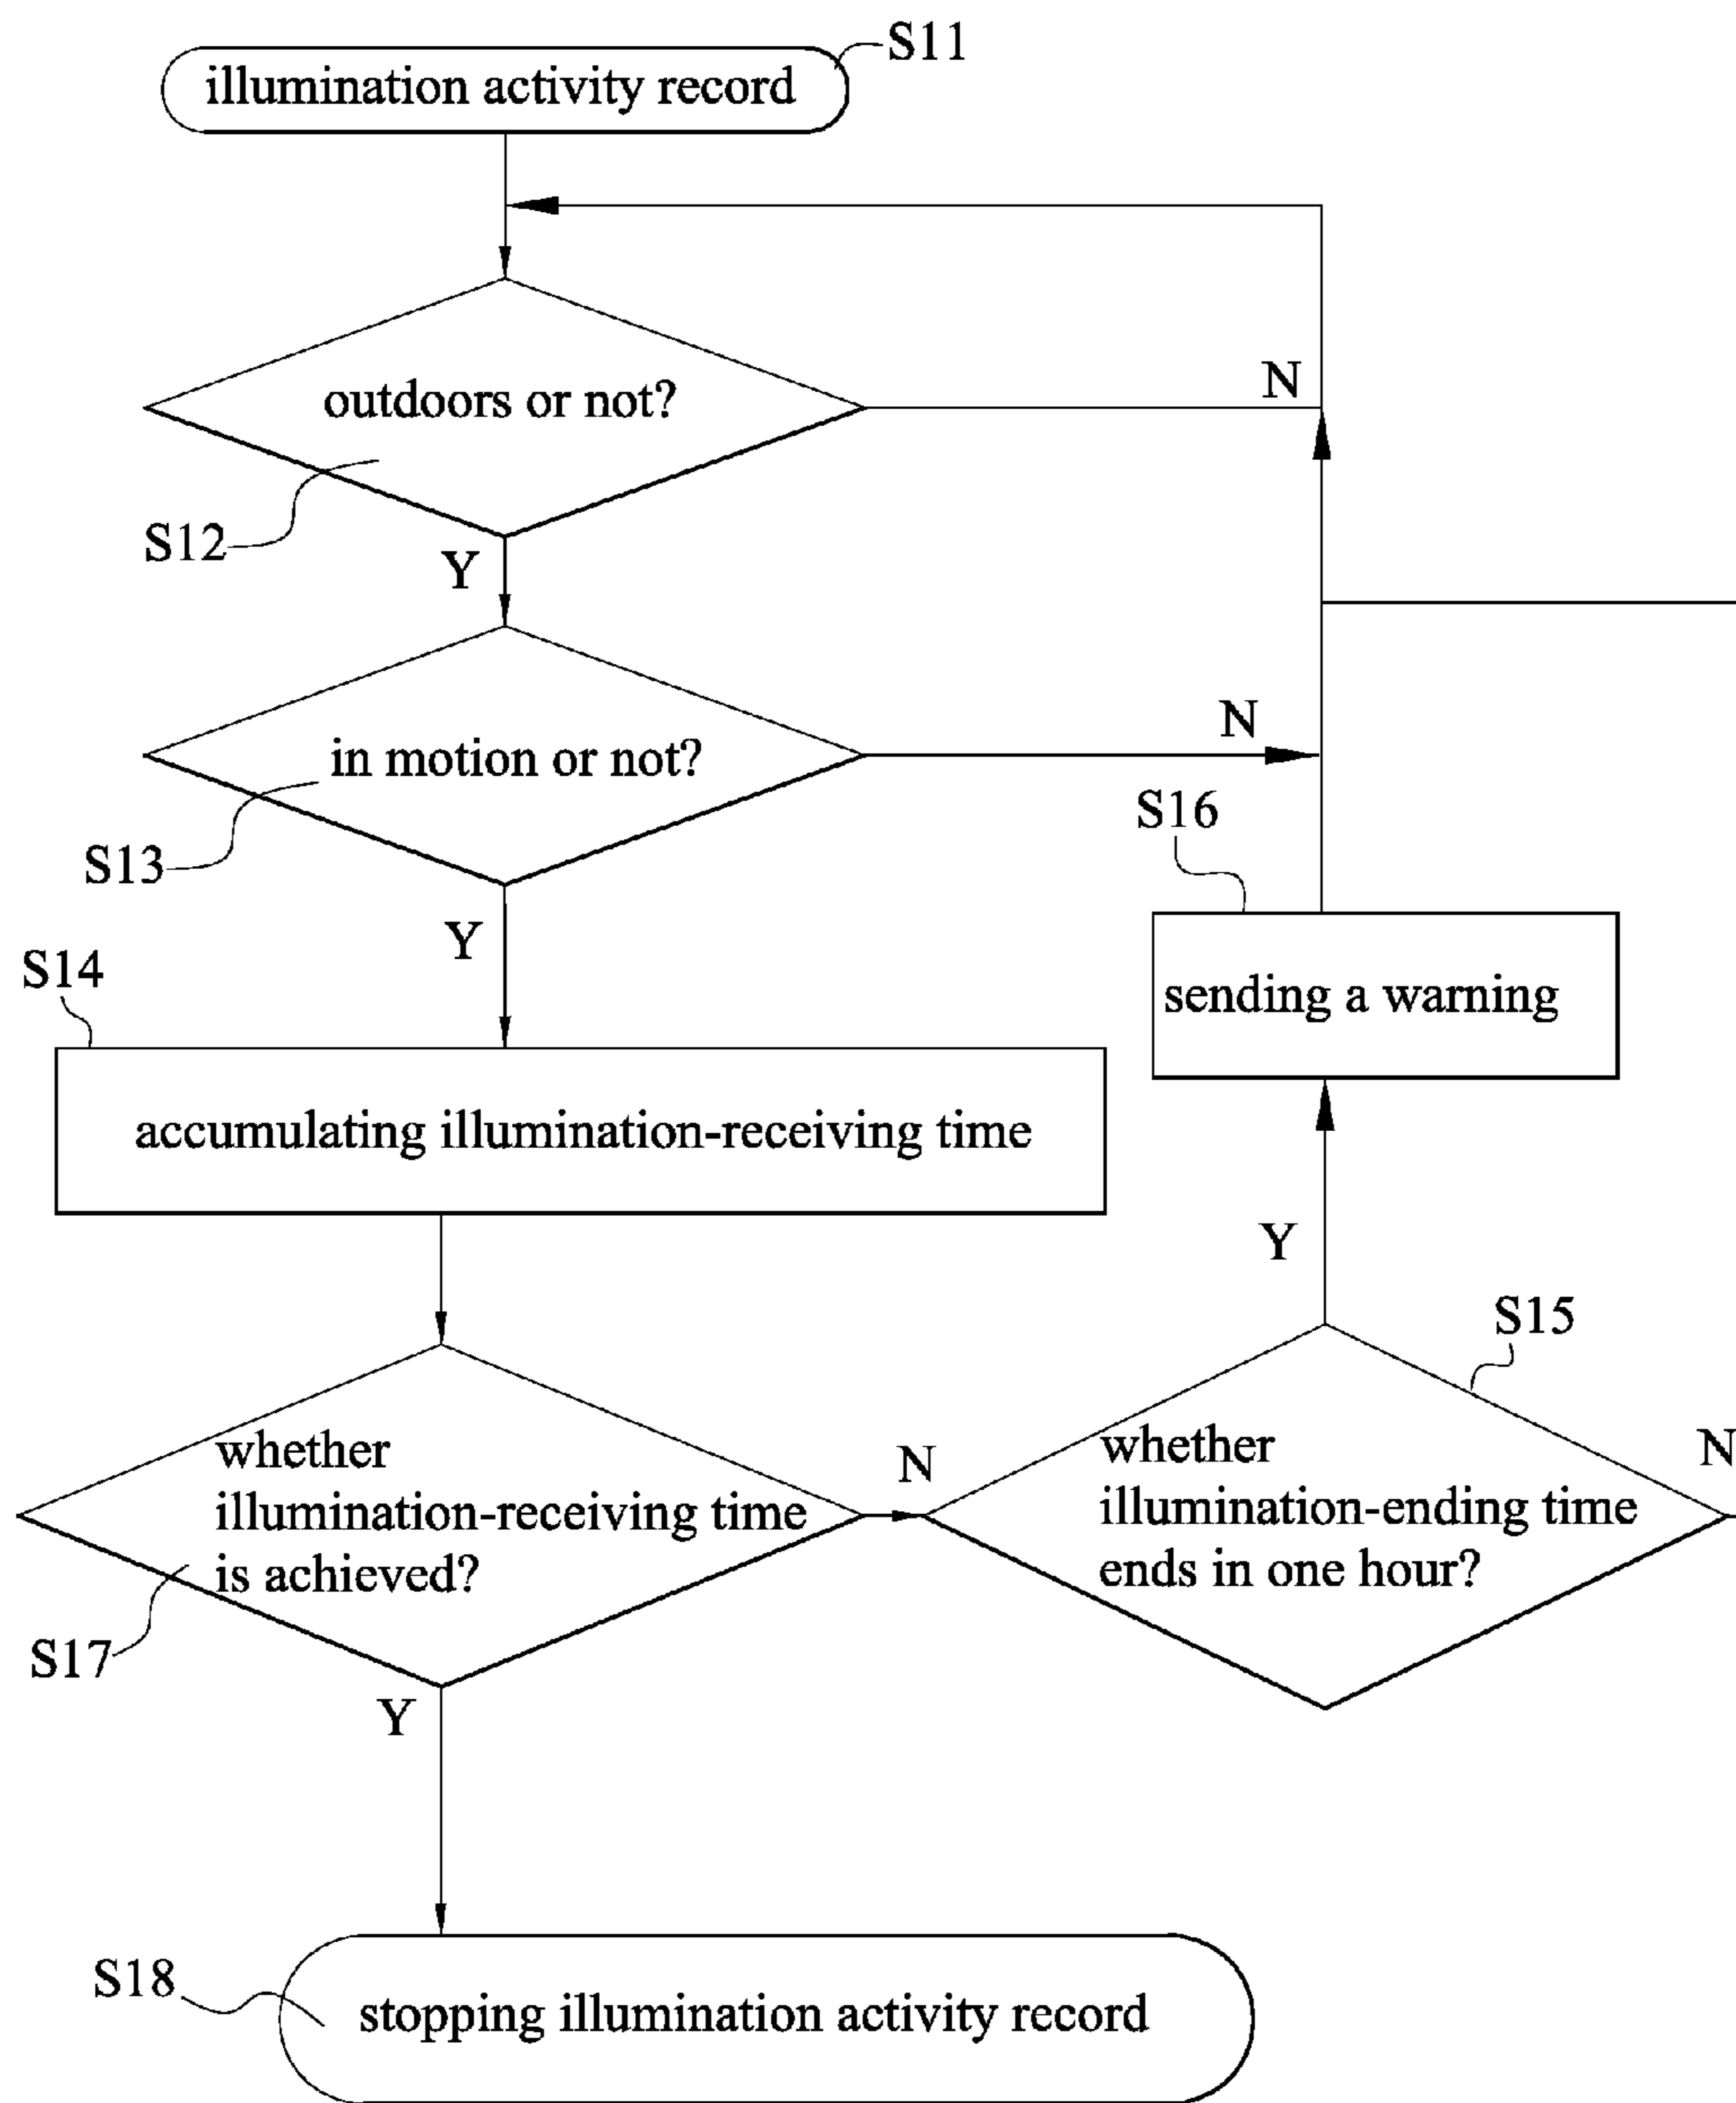 S11
illumination activity record
outdoors or not?
N
S12
Y
in motion or not?
N
S13
S16
Y
S14
sending a warning
accumulating illumination-receiving time
Y
S15
whether
illumination-receiving time
is achieved?
N
whether
illumination-ending time
ends in one hour?
N
S17
Y
S18
stopping illumination activity record